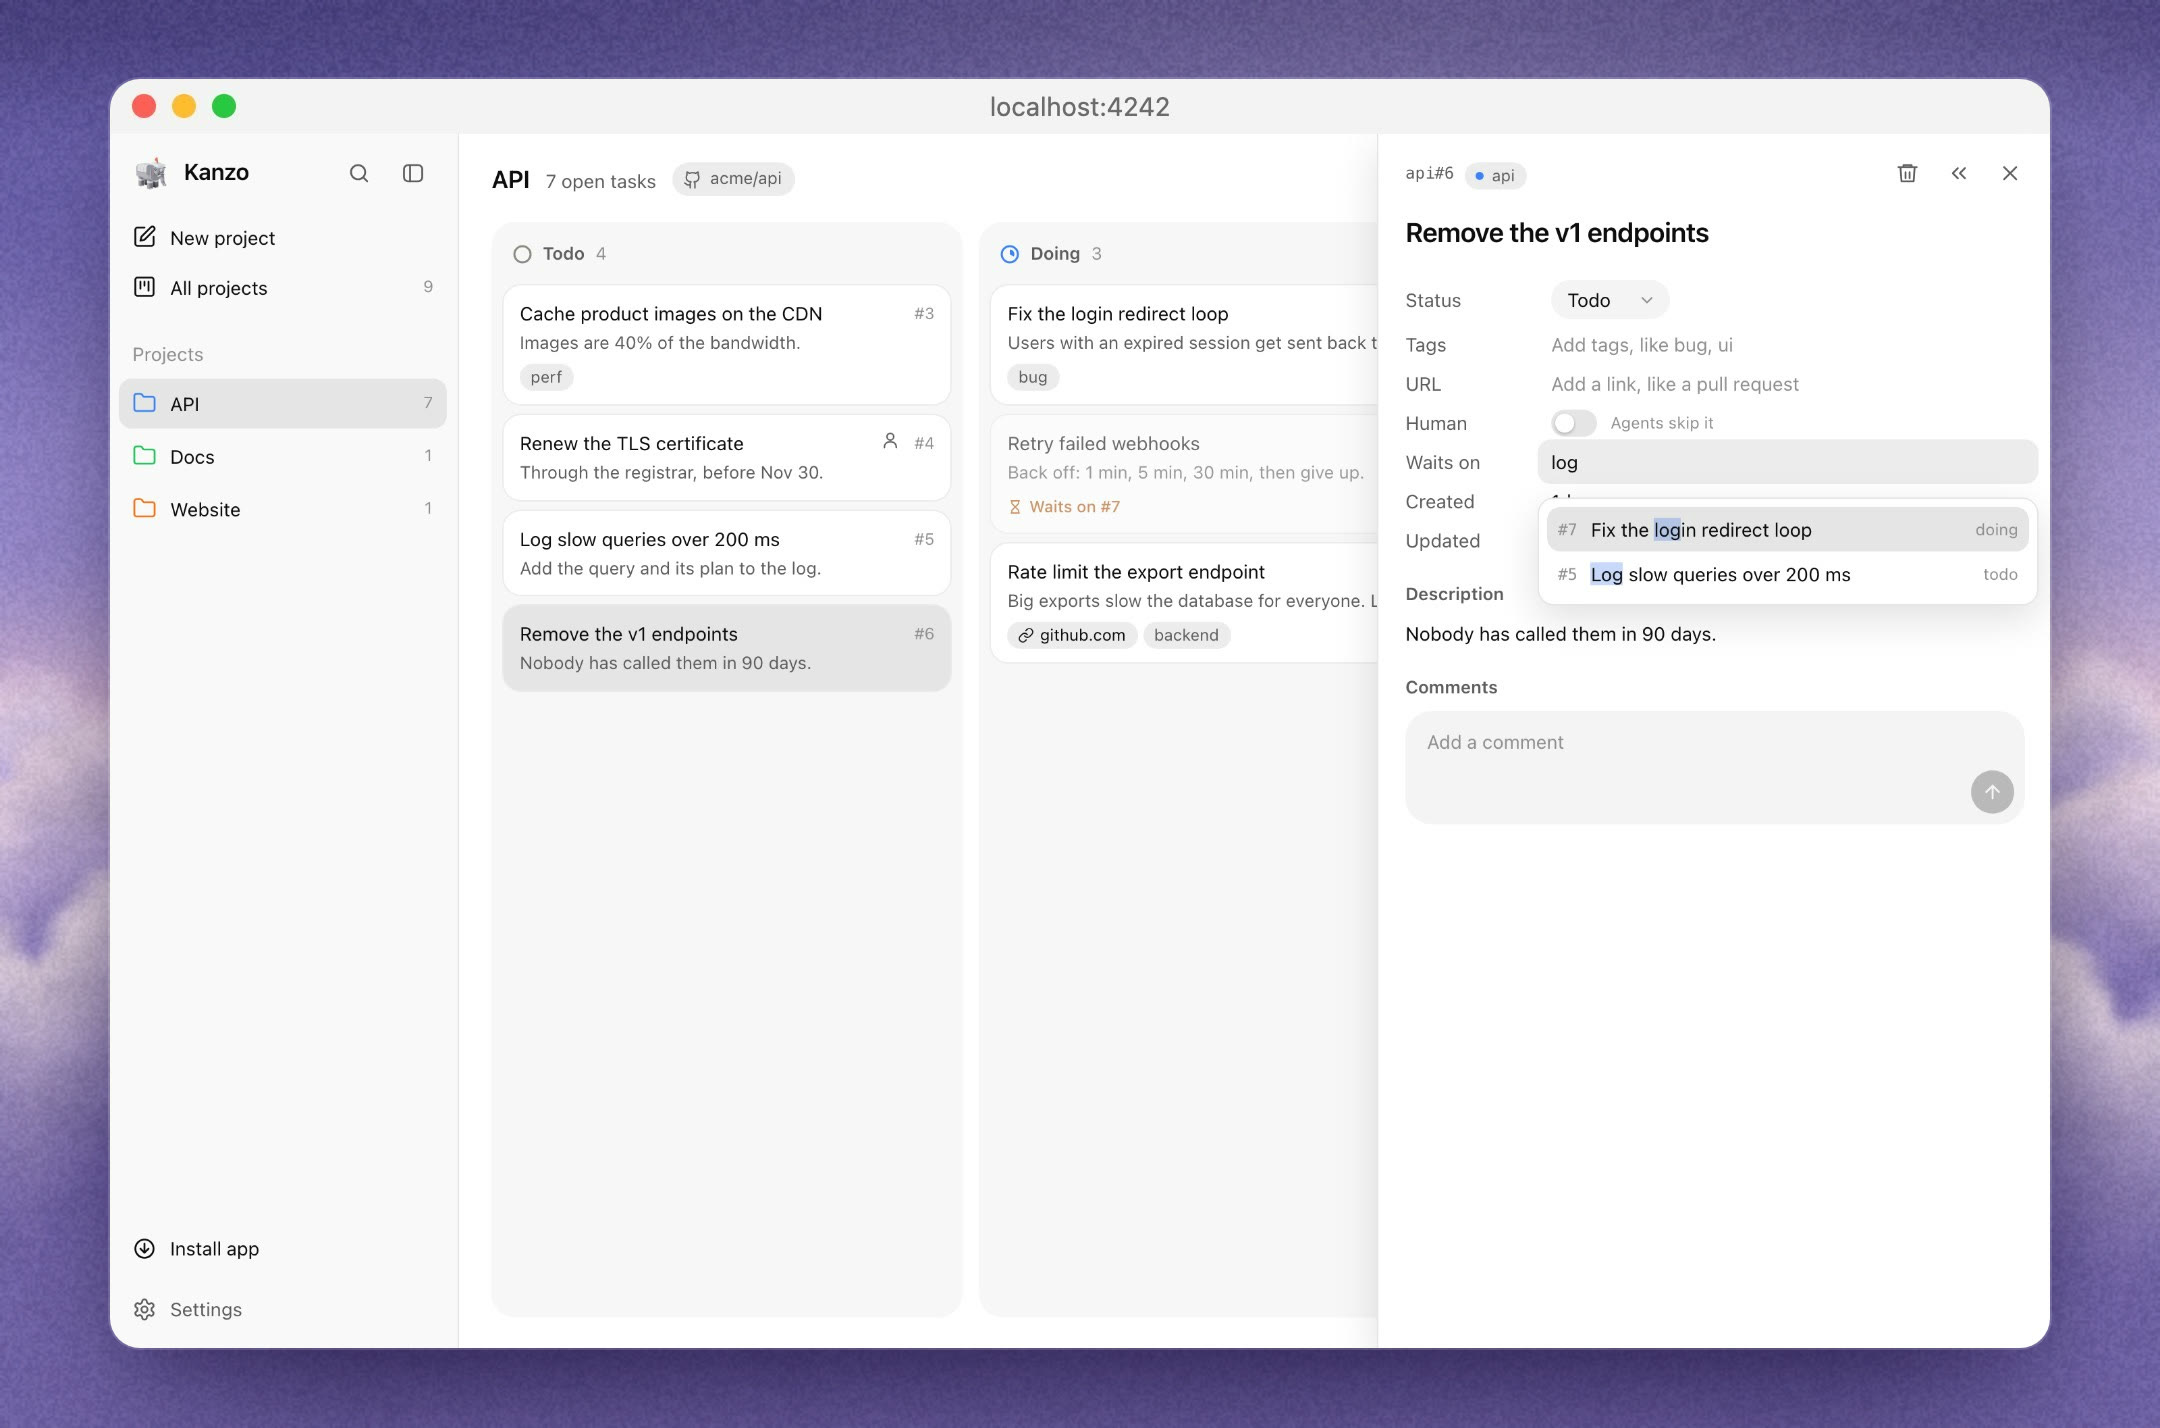 localhost:4242
Kanzo
New project
All projects 9
Projects
API 7
Docs 1
Website 1
Install app
Settings
API 7 open tasks acme/api
Todo 4
Cache product images on the CDN #3
Images are 40% of the bandwidth.
perf
Renew the TLS certificate #4
Through the registrar, before Nov 30.
Log slow queries over 200 ms #5
Add the query and its plan to the log.
Remove the v1 endpoints #6
Nobody has called them in 90 days.
Doing 3
Fix the login redirect loop
Users with an expired session get sent back t
bug
Retry failed webhooks
Back off: 1 min, 5 min, 30 min, then give up.
Waits on #7
Rate limit the export endpoint
Big exports slow the database for everyone. L
github.com backend
api#6 api
Remove the v1 endpoints
Status Todo
Tags Add tags, like bug, ui
URL Add a link, like a pull request
Human Agents skip it
Waits on log
Created
#7 Fix the login redirect loop doing
Updated
#5 Log slow queries over 200 ms todo
Description
Nobody has called them in 90 days.
Comments
Add a comment